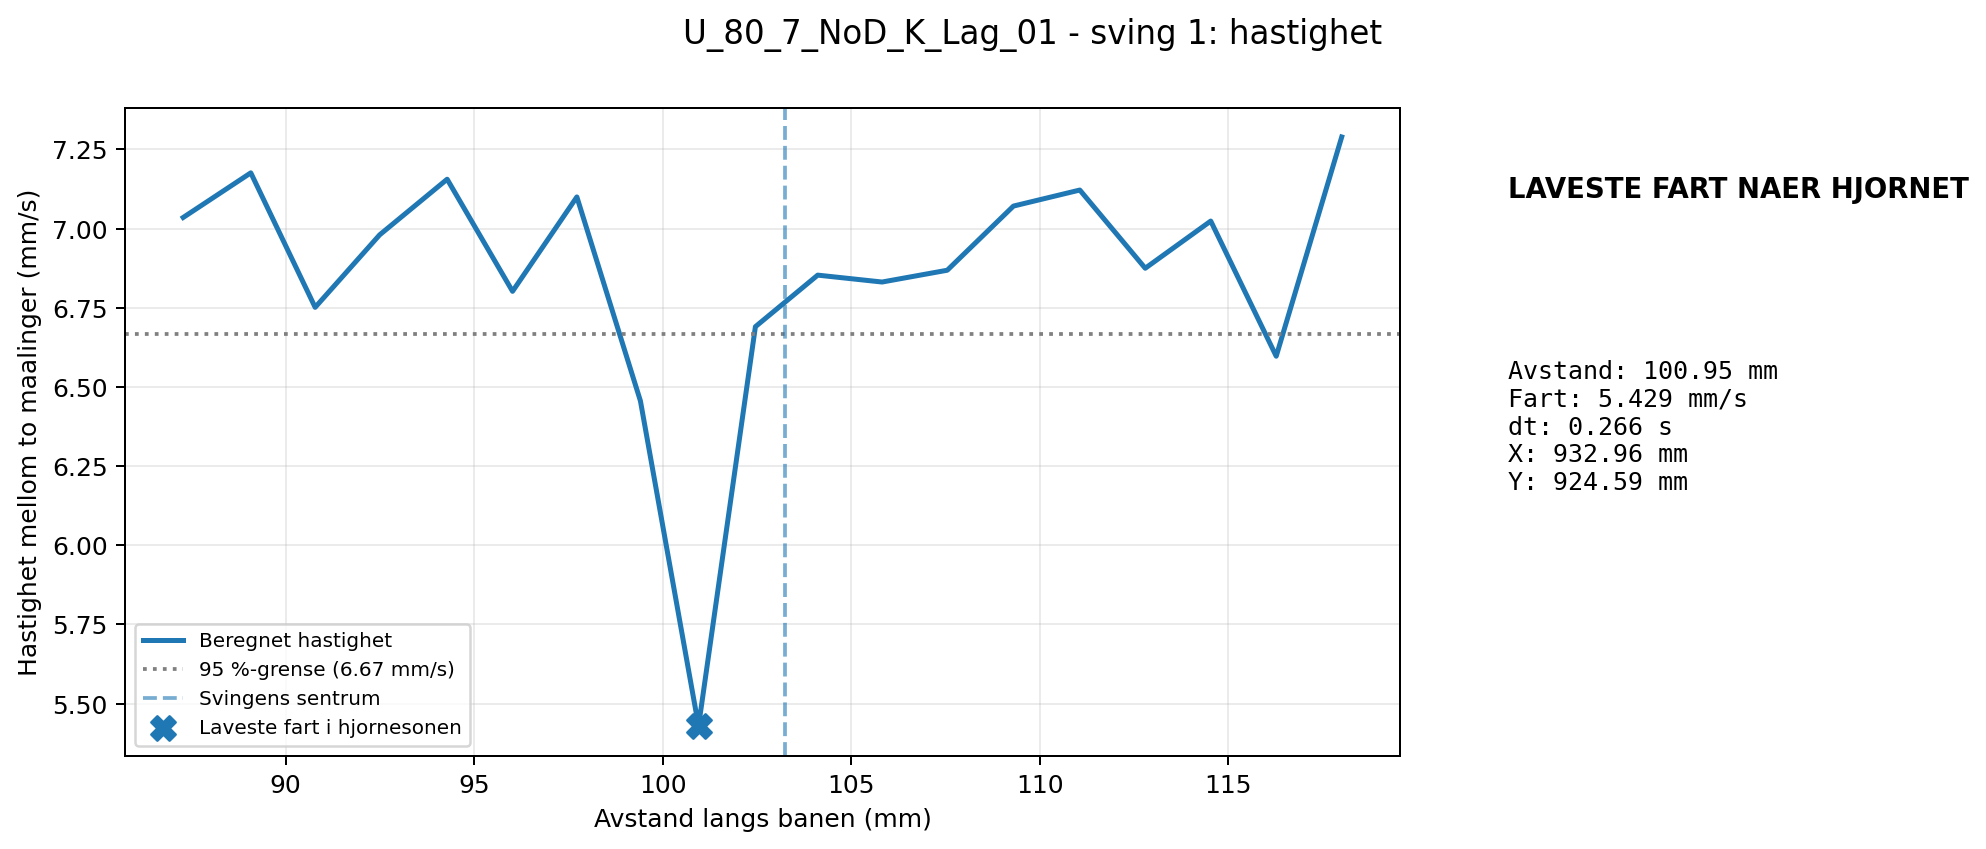 U_80_7_NoD_K_Lag_01 - sving 1: hastighet
Hastighet mellom to maalinger (mm/s)
7.25
7.00
6.75
6.50
6.25
6.00
5.75
5.50
Beregnet hastighet
95 %-grense (6.67 mm/s)
Svingens sentrum
Laveste fart i hjornesonen
90
95
100
105
110
115
Avstand langs banen (mm)
LAVESTE FART NAER HJORNET
Avstand: 100.95 mm
Fart: 5.429 mm/s
dt: 0.266 s
X: 932.96 mm
Y: 924.59 mm